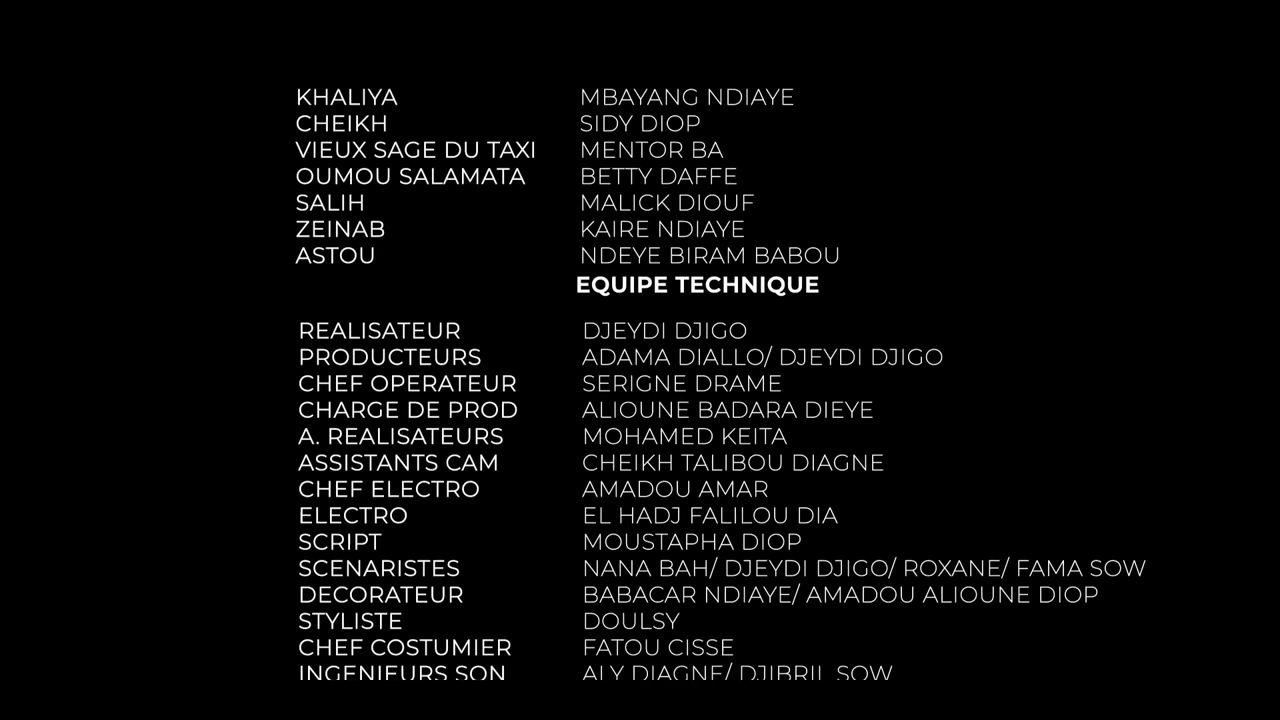 KHALIYA MBAYANG NDIAYE
CHEIKH SIDY DIOP
VIEUX SAGE DU TAXI MENTOR BA
OUMOU SALAMATA BETTY DAFFE
SALIH MALICK DIOUF
ZEINAB KAIRE NDIAYE
ASTOU NDEYE BIRAM BABOU
EQUIPE TECHNIQUE
REALISATEUR DJEYDI DJIGO
PRODUCTEURS ADAMA DIALLO/ DJEYDI DJIGO
CHEF OPERATEUR SERIGNE DRAME
CHARGE DE PROD ALIOUNE BADARA DIEYE
A. REALISATEURS MOHAMED KEITA
ASSISTANTS CAM CHEIKH TALIBOU DIAGNE
CHEF ELECTRO AMADOU AMAR
ELECTRO EL HADJ FALILOU DIA
SCRIPT MOUSTAPHA DIOP
SCENARISTES NANA BAH/ DJEYDI DJIGO/ ROXANE/ FAMA SOW
DECORATEUR BABACAR NDIAYE/ AMADOU ALIOUNE DIOP
STYLISTE DOULSY
CHEF COSTUMIER FATOU CISSE
INGENIEURS SON ALY DIAGNE/ DJIBRIL SOW